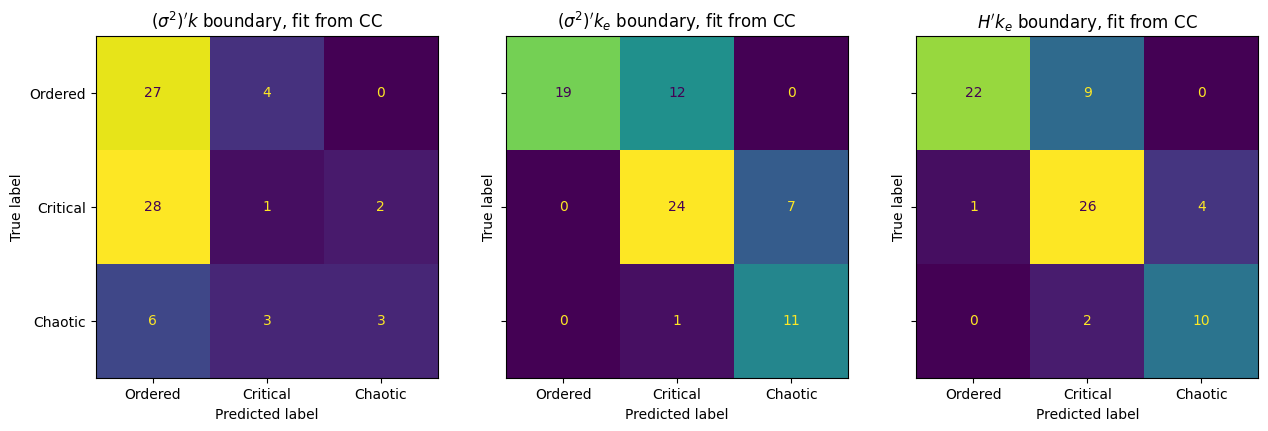 (σ²)′k boundary, fit from CC
(σ²)′kₑ boundary, fit from CC
H′kₑ boundary, fit from CC
Ordered
27 4 0
19 12 0
22 9 0
True label
Critical
28 1 2
True label
0 24 7
True label
1 26 4
Chaotic
6 3 3
0 1 11
0 2 10
Ordered Critical Chaotic
Ordered Critical Chaotic
Ordered Critical Chaotic
Predicted label
Predicted label
Predicted label